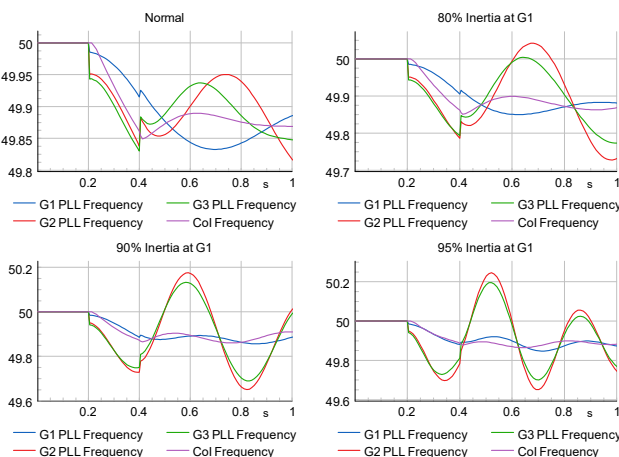 Normal
50
49.95
49.9
49.85
49.8
0.2 0.4 0.6 0.8 s 1
G1 PLL Frequency G3 PLL Frequency
G2 PLL Frequency CoI Frequency
80% Inertia at G1
50
49.9
49.8
49.7
0.2 0.4 0.6 0.8 s 1
G1 PLL Frequency G3 PLL Frequency
G2 PLL Frequency CoI Frequency
90% Inertia at G1
50.2
50
49.8
49.6
0.2 0.4 0.6 0.8 s 1
G1 PLL Frequency G3 PLL Frequency
G2 PLL Frequency CoI Frequency
95% Inertia at G1
50.2
50
49.8
49.6
0.2 0.4 0.6 0.8 s 1
G1 PLL Frequency G3 PLL Frequency
G2 PLL Frequency CoI Frequency